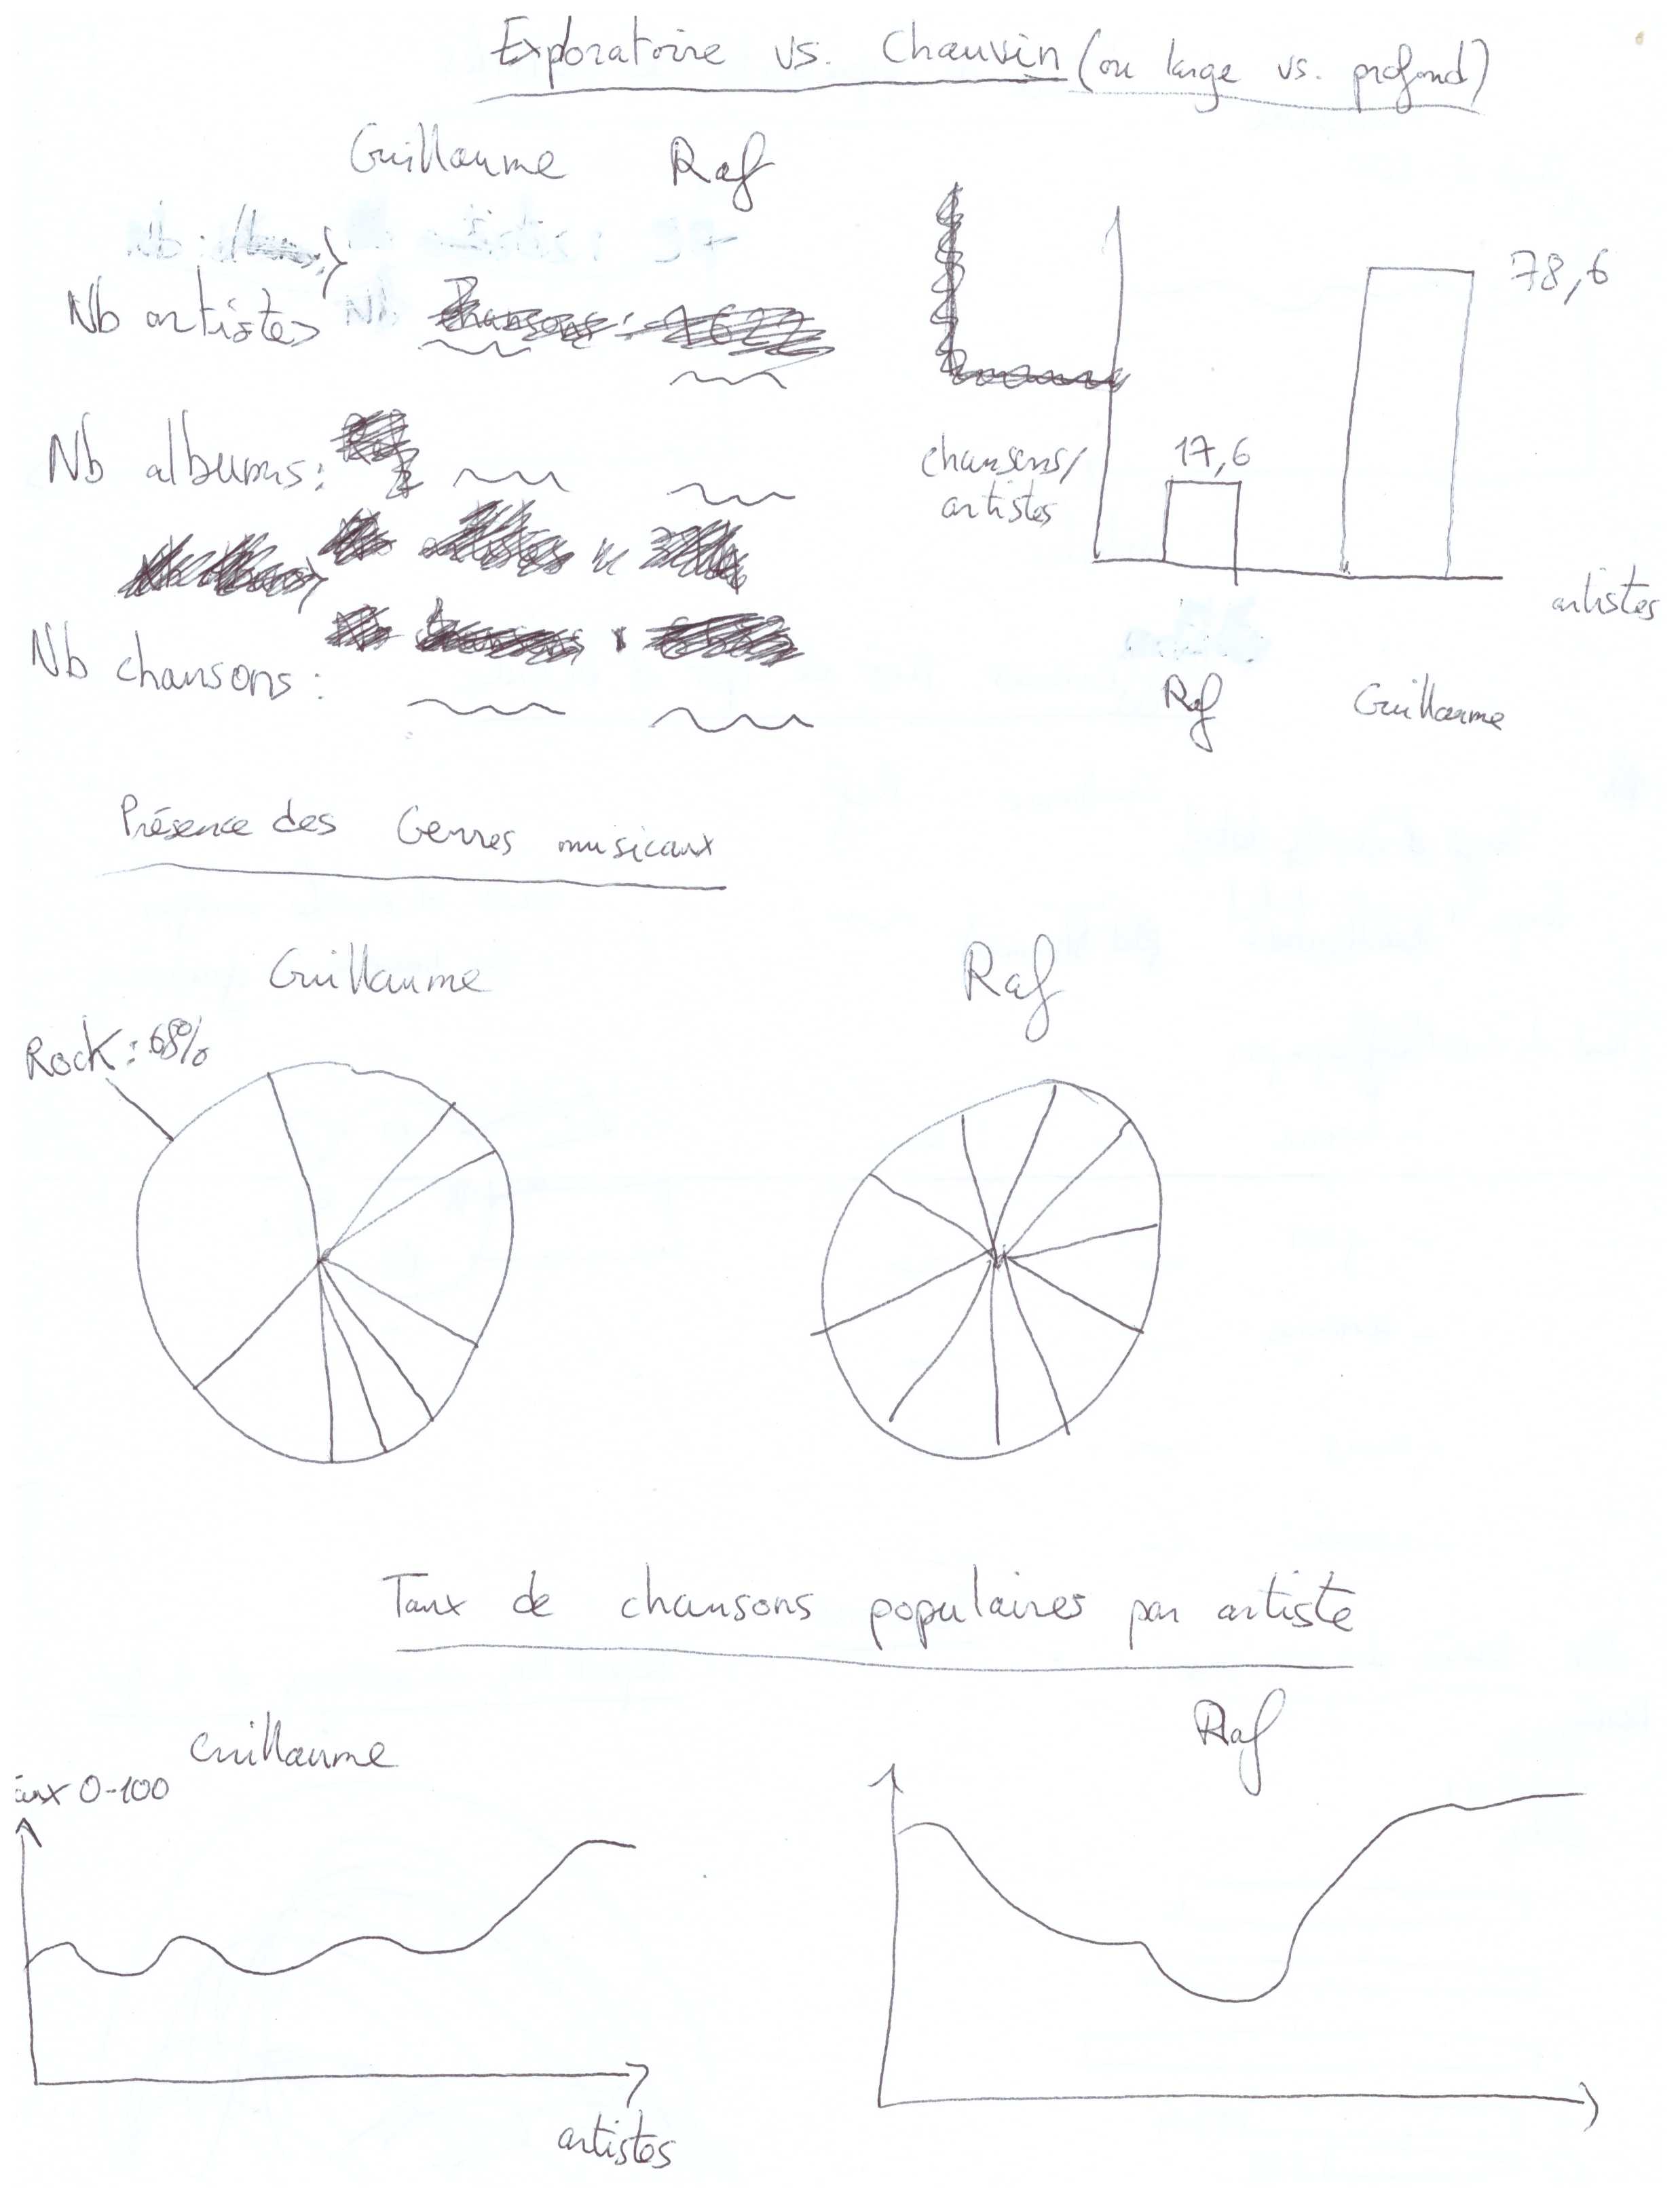 Exploratoire vs. Chauvin (ou large vs. profond)
Guillaume Raf
Nb artistes
Nb albums:
Nb chansons:
78,6
17,6
chansons/
artistes
artistes
Raf Guillaume
Présence des Genres musicaux
Guillaume Raf
Rock: 68%
Taux de chansons populaires par artiste
Guillaume Raf
aux 0-100
artistes